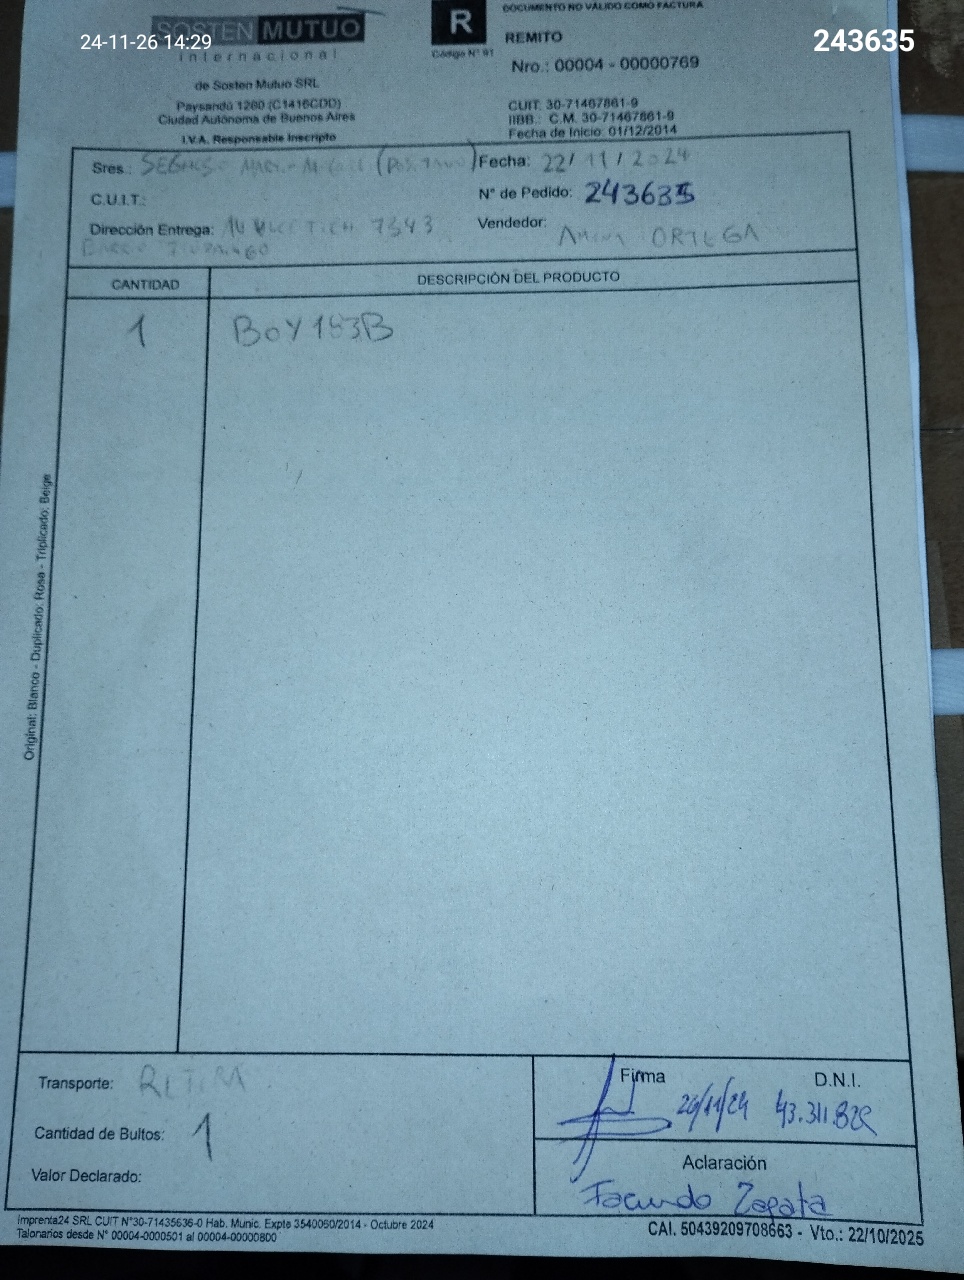 24-11-26 14:29
243635
SOSTEN MUTUO
Internacional
de Sosten Mutuo SRL
Paysandú 1260 (C1416CDD)
Ciudad Autónoma de Buenos Aires
I.V.A. Responsable Inscripto
R
Código N° 91
DOCUMENTO NO VÁLIDO COMO FACTURA
REMITO
Nro.: 00004 - 00000769
CUIT: 30-71467861-9
IIBB.: C.M. 30-71467861-9
Fecha de Inicio: 01/12/2014
Sres.:
Fecha: 22/11/2024
C.U.I.T.:
N° de Pedido: 243635
Dirección Entrega: 7343
Vendedor: ORTEGA
CANTIDAD
DESCRIPCIÓN DEL PRODUCTO
1 BOY183B
Original: Blanco - Duplicado: Rosa - Triplicado: Beige
Transporte: RETIRA
Cantidad de Bultos: 1
Valor Declarado:
Firma
D.N.I.
26/11/24
Aclaración
Facundo Zapata
Imprenta24 SRL CUIT N°30-71435636-0 Hab. Munic. Expte 3540050/2014 - Octubre 2024
Talonarios desde N° 00004-0000501 al 00004-00000800
CAI. 50439209708663 - Vto.: 22/10/2025